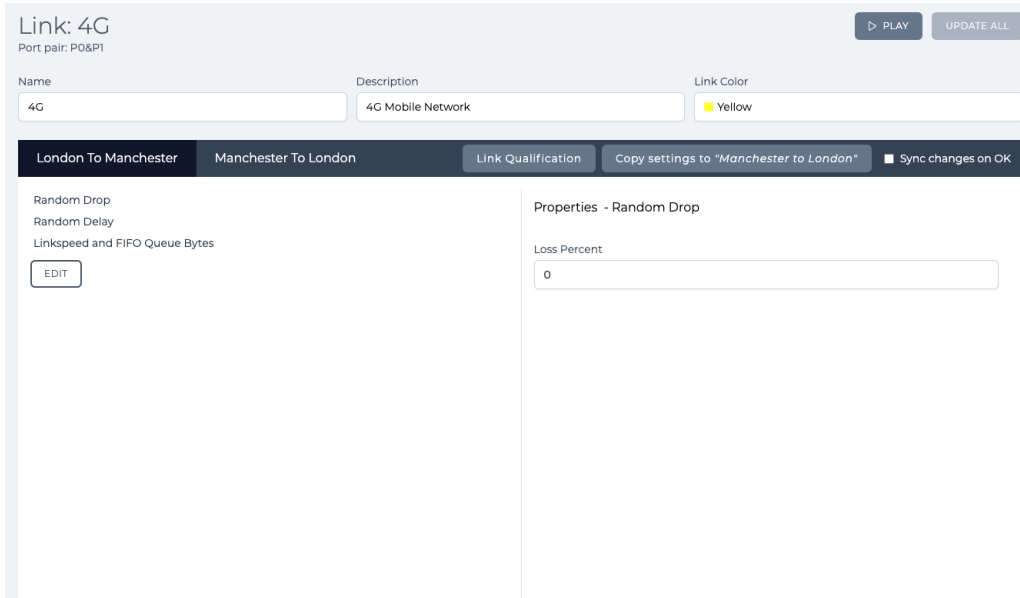 Link: 4G
Port pair: P0&P1
PLAY
UPDATE ALL
Name
Description
Link Color
4G
4G Mobile Network
Yellow
London To Manchester
Manchester To London
Link Qualification
Copy settings to "Manchester to London"
Sync changes on OK
Random Drop
Random Delay
Linkspeed and FIFO Queue Bytes
EDIT
Properties - Random Drop
Loss Percent
0